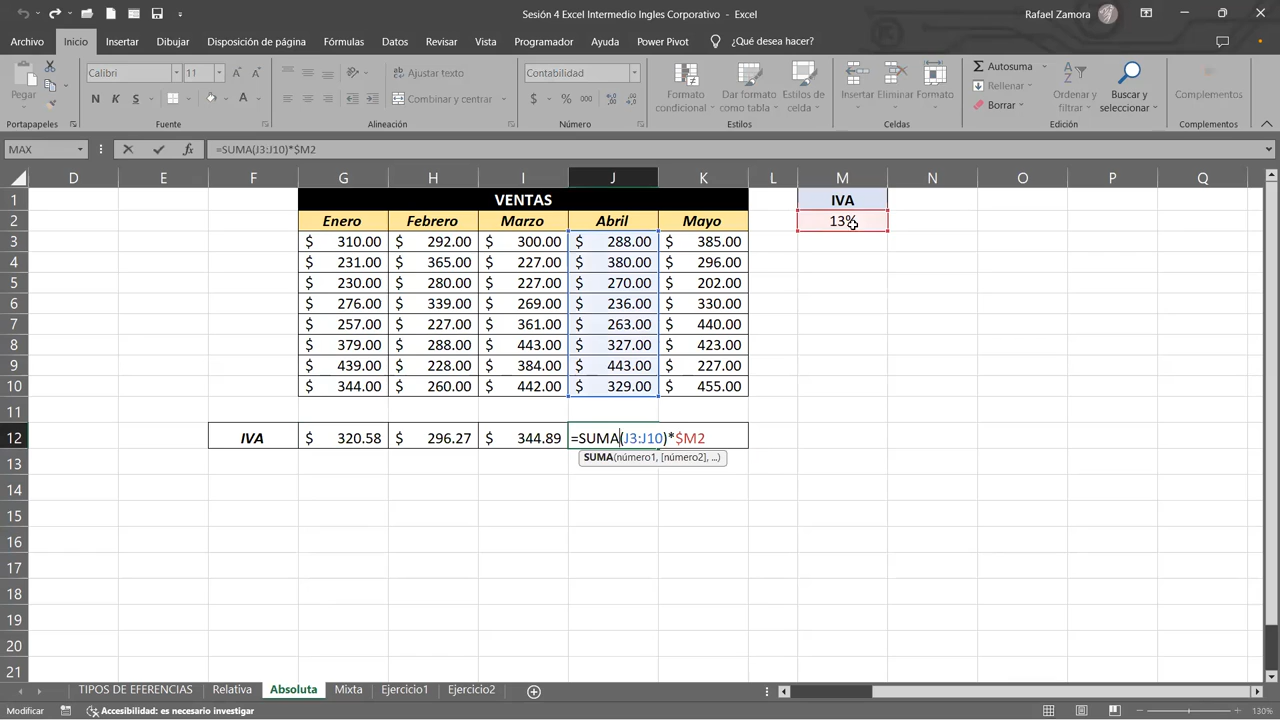 Sesión 4 Excel Intermedio Ingles Corporativo - Excel
Rafael Zamora
Archivo Inicio Insertar Dibujar Disposición de página Fórmulas Datos Revisar Vista Programador Ayuda Power Pivot ¿Qué desea hacer?
Pegar
Calibri 11
N K S
Ajustar texto
Combinar y centrar
Contabilidad
$ % 000
Formato condicional
Dar formato como tabla
Estilos de celda
Insertar Eliminar Formato
Autosuma
Rellenar
Borrar
Ordenar y filtrar
Buscar y seleccionar
Complementos
Portapapeles Fuente Alineación Número Estilos Celdas Edición Complementos
MAX fx =SUMA(J3:J10)*$M2
D E F G H I J K L M N O P Q
1 VENTAS IVA
2 Enero Febrero Marzo Abril Mayo 13%
3 $ 310.00 $ 292.00 $ 300.00 $ 288.00 $ 385.00
4 $ 231.00 $ 365.00 $ 227.00 $ 380.00 $ 296.00
5 $ 230.00 $ 280.00 $ 227.00 $ 270.00 $ 202.00
6 $ 276.00 $ 339.00 $ 269.00 $ 236.00 $ 330.00
7 $ 257.00 $ 227.00 $ 361.00 $ 263.00 $ 440.00
8 $ 379.00 $ 288.00 $ 443.00 $ 327.00 $ 423.00
9 $ 439.00 $ 228.00 $ 384.00 $ 443.00 $ 227.00
10 $ 344.00 $ 260.00 $ 442.00 $ 329.00 $ 455.00
11
12 IVA $ 320.58 $ 296.27 $ 344.89 =SUMA(J3:J10)*$M2
13 SUMA(número1, [número2], ...)
14
15
16
17
18
19
20
21
TIPOS DE EFERENCIAS Relativa Absoluta Mixta Ejercicio1 Ejercicio2
Modificar Accesibilidad: es necesario investigar 130%